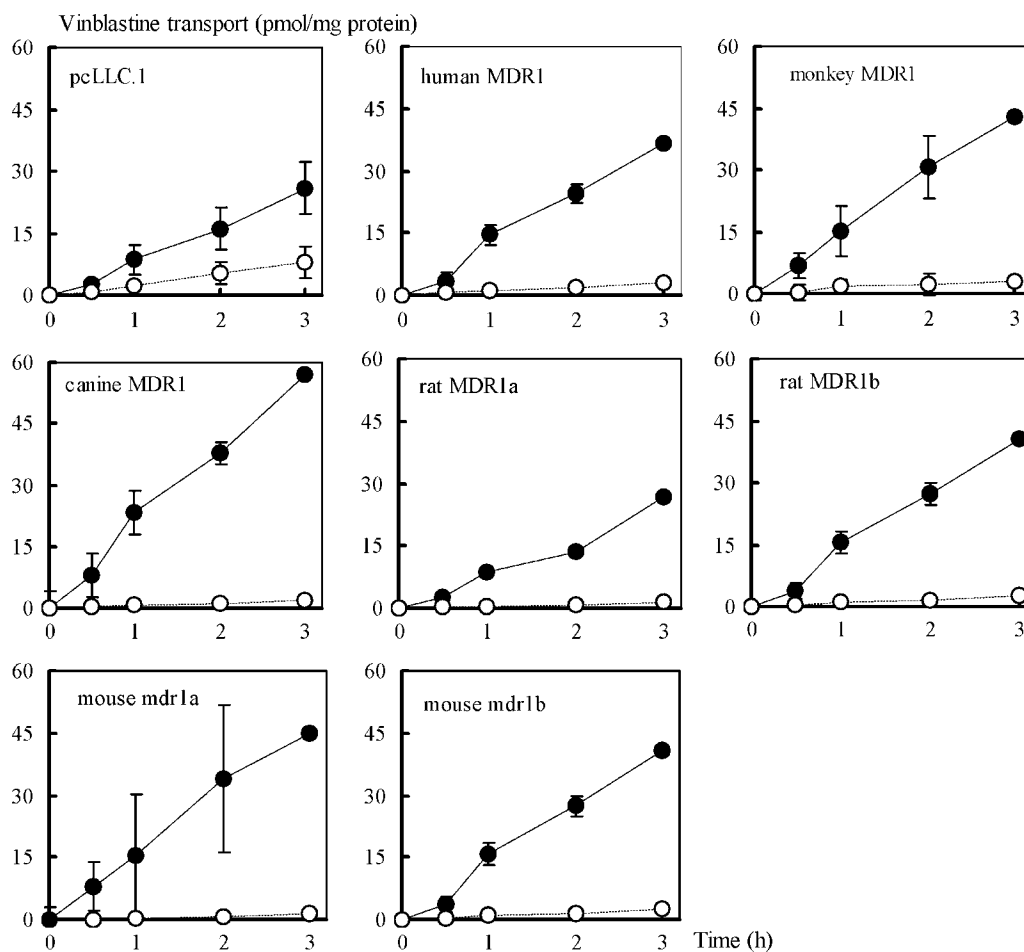 Vinblastine transport (pmol/mg protein)
60 60 60
pcLLC.1 human MDR1 monkey MDR1
45 45 45
30 30 30
15 15 15
0 0 0
0 1 2 3 0 1 2 3 0 1 2 3
60 60 60
canine MDR1 rat MDR1a rat MDR1b
45 45 45
30 30 30
15 15 15
0 0 0
0 1 2 3 0 1 2 3 0 1 2 3
60 60
mouse mdr1a mouse mdr1b
45 45
30 30
15 15
0 0
0 1 2 3 0 1 2 3 Time (h)